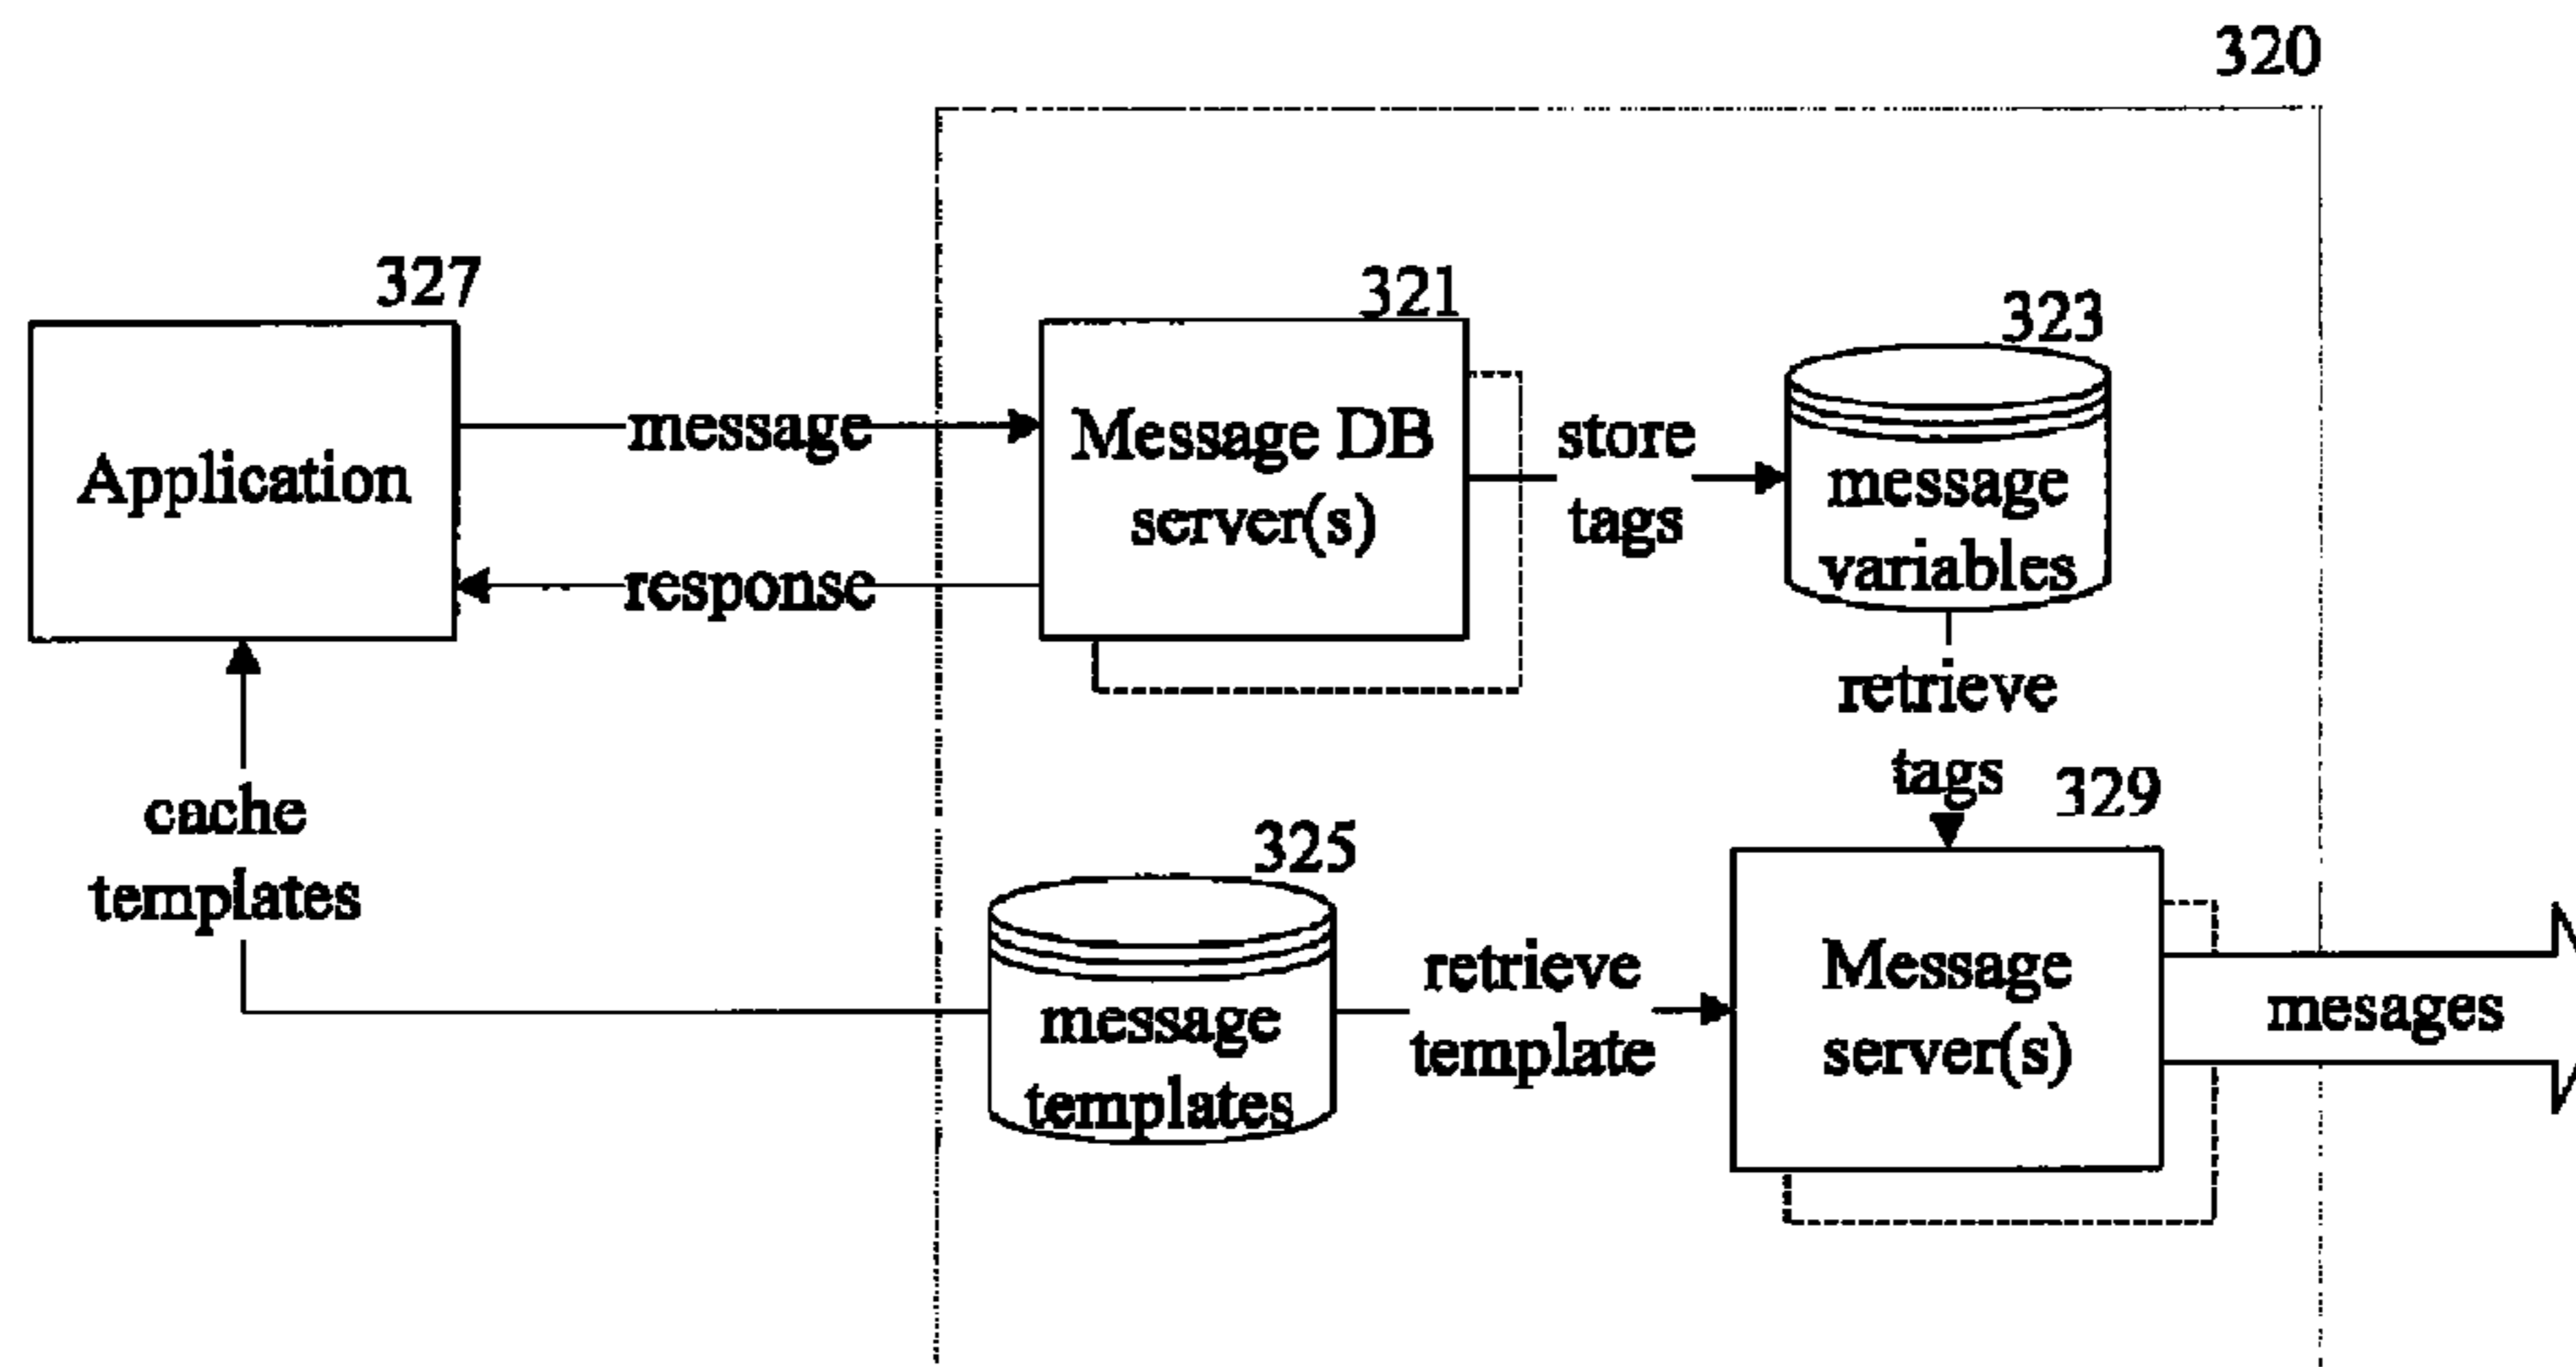 320
327
321
323
Application
message
response
Message DB
server(s)
store
tags
message
variables
retrieve
tags
329
cache
templates
325
message
templates
retrieve
template
Message
server(s)
mesages